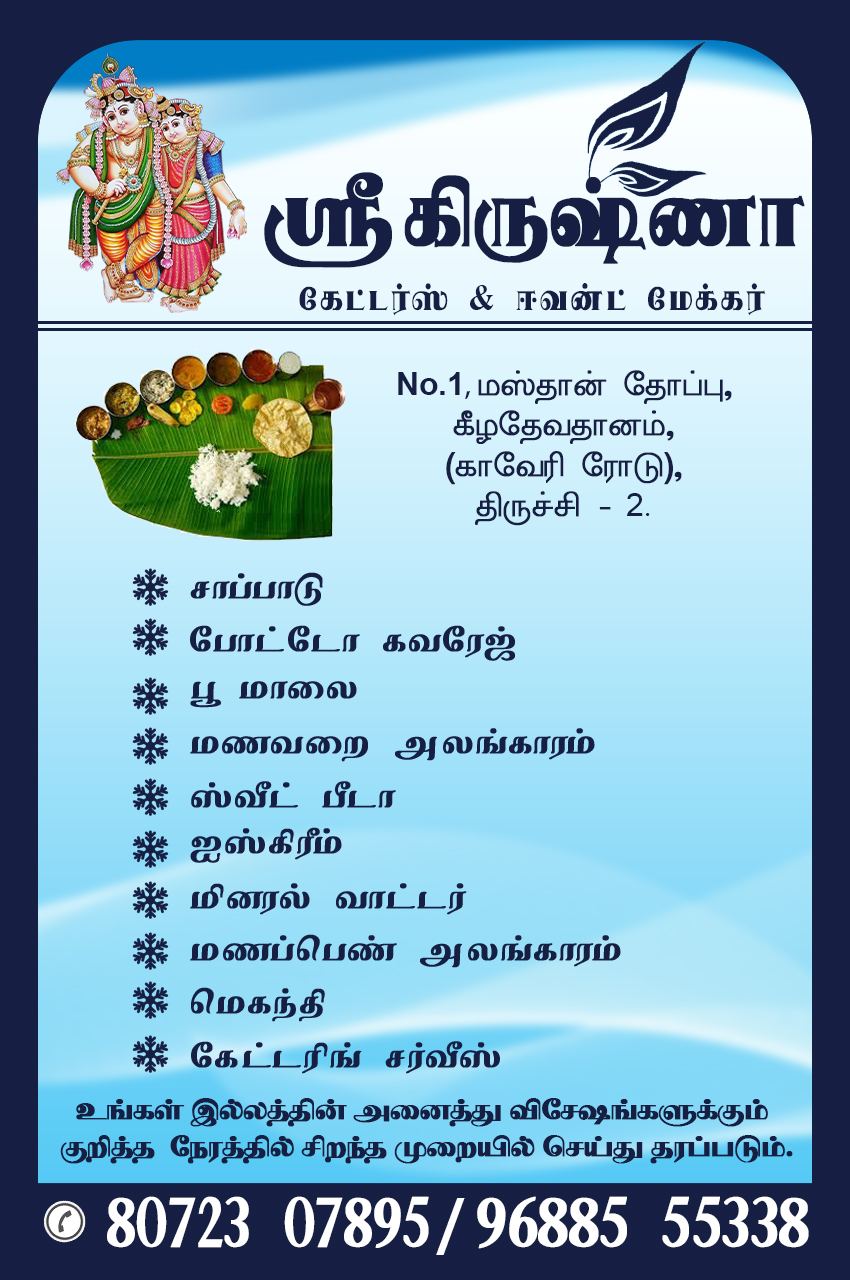 ஸ்ரீ கிருஷ்ணா
கேட்டர்ஸ் & ஈவன்ட் மேக்கர்
No.1, மஸ்தான் தோப்பு,
கீழதேவதானம்,
(காவேரி ரோடு),
திருச்சி - 2.
சாப்பாடு
போட்டோ கவரேஜ்
பூ மாலை
மணவறை அலங்காரம்
ஸ்வீட் பீடா
ஐஸ்கிரீம்
மினரல் வாட்டர்
மணப்பெண் அலங்காரம்
மெகந்தி
கேட்டரிங் சர்வீஸ்
உங்கள் இல்லத்தின் அனைத்து விசேஷங்களுக்கும்
குறித்த நேரத்தில் சிறந்த முறையில் செய்து தரப்படும்.
80723 07895 / 96885 55338